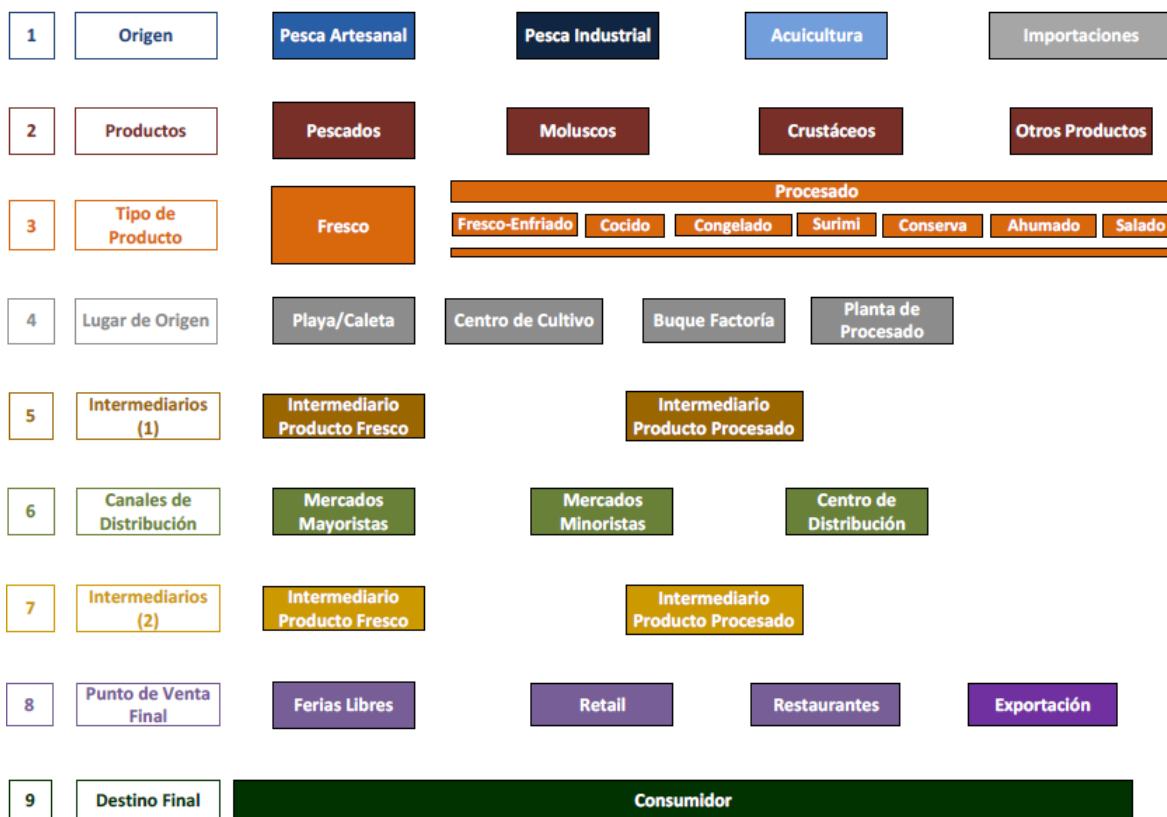 1 Origen Pesca Artesanal Pesca Industrial Acuicultura Importaciones
2 Productos Pescados Moluscos Crustáceos Otros Productos
3
Tipo de
Producto
Fresco
Procesado
Fresco-Enfriado Cocido Congelado Surimi Conserva Ahumado Salado
4 Lugar de Origen Playa/Caleta Centro de Cultivo Buque Factoría
Planta de
Procesado
5
Intermediarios
(1)
Intermediario
Producto Fresco
Intermediario
Producto Procesado
6
Canales de
Distribución
Mercados
Mayoristas
Mercados
Minoristas
Centro de
Distribución
7
Intermediarios
(2)
Intermediario
Producto Fresco
Intermediario
Producto Procesado
8
Punto de Venta
Final
Ferias Libres Retail Restaurantes Exportación
9 Destino Final Consumidor